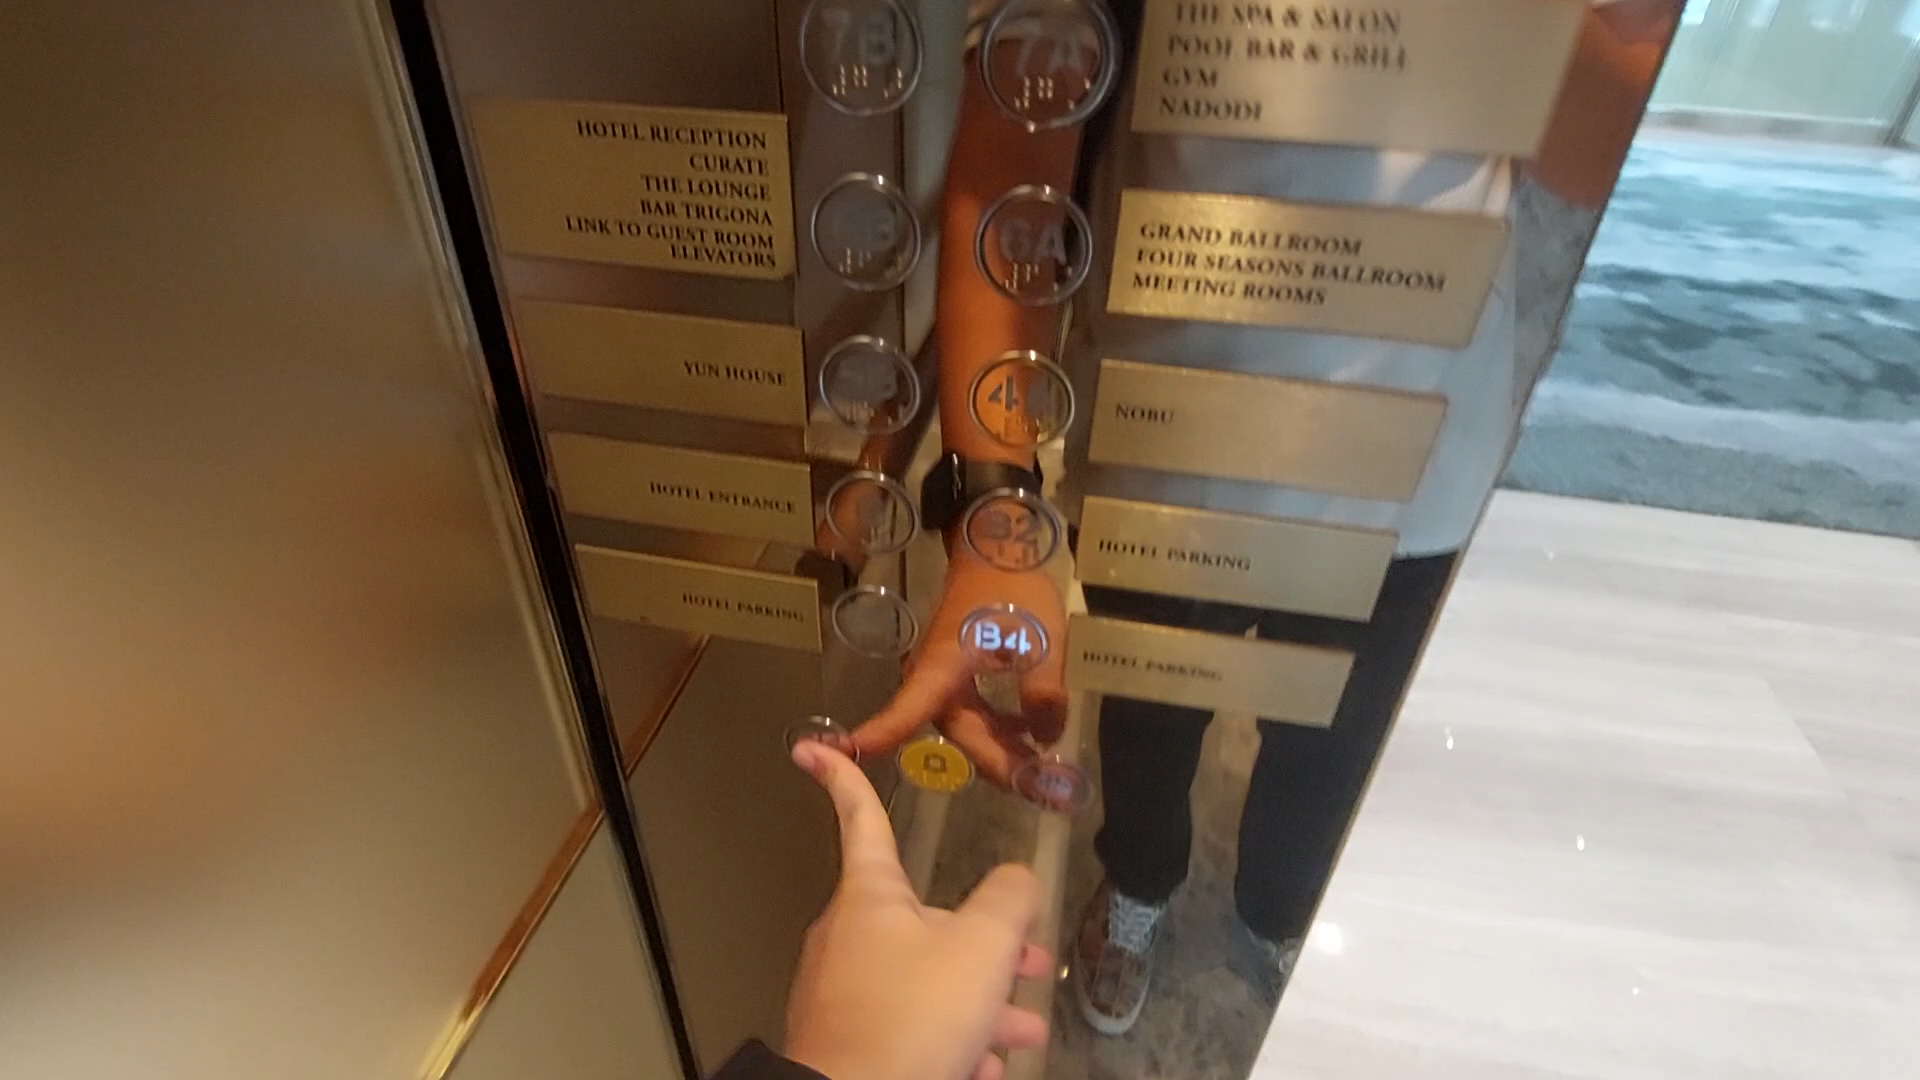 7B
7A
THE SPA & SALON
POOL BAR & GRILL
GYM
NADODI
HOTEL RECEPTION
CURATE
THE LOUNGE
BAR TRIGONA
LINK TO GUEST ROOM
ELEVATORS
6A
GRAND BALLROOM
FOUR SEASONS BALLROOM
MEETING ROOMS
YUN HOUSE
NOBU
HOTEL ENTRANCE
B2
HOTEL PARKING
HOTEL PARKING
B4
HOTEL PARKING